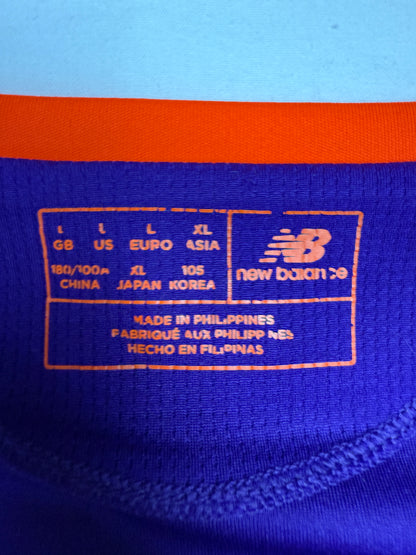 L L L XL
GB US EURO ASIA
180/100A XL 105
CHINA JAPAN KOREA
NB
new balance
MADE IN PHILIPPINES
FABRIQUÉ AUX PHILIPPINES
HECHO EN FILIPINAS